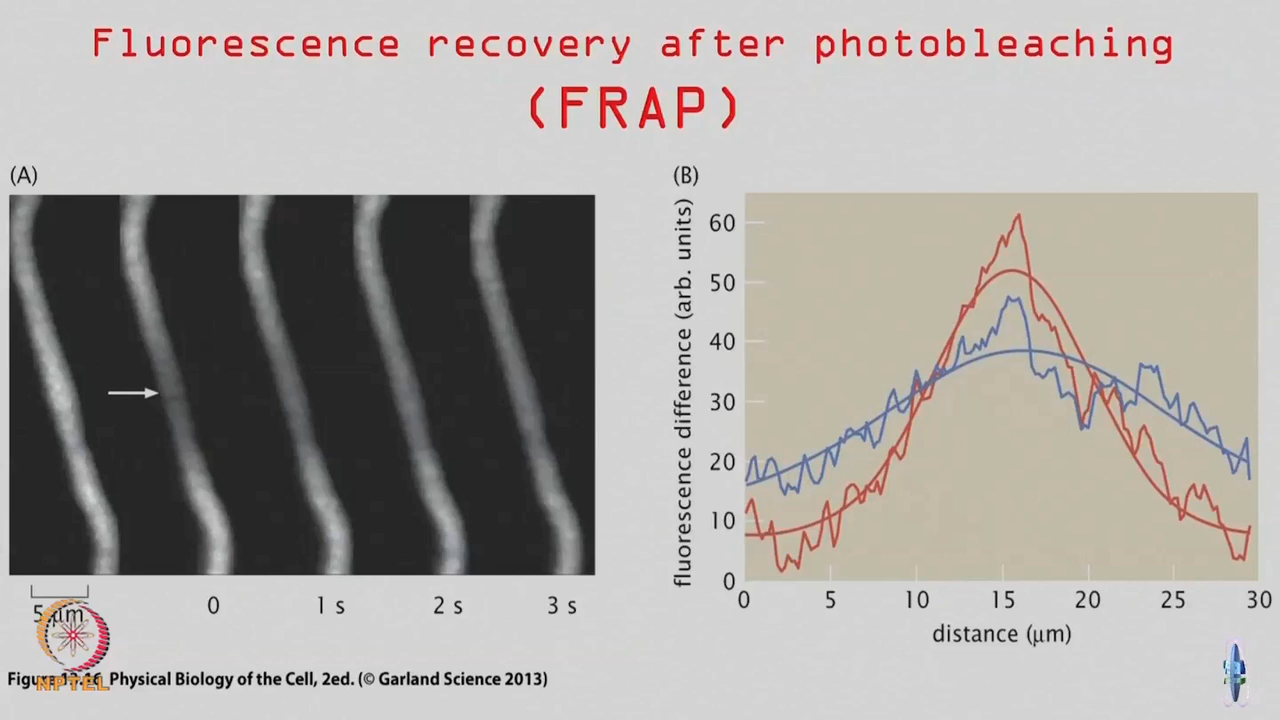 Fluorescence recovery after photobleaching
(FRAP)
(A)
5 μm
0
1 s
2 s
3 s
(B)
fluorescence difference (arb. units)
60
50
40
30
20
10
0
0 5 10 15 20 25 30
distance (μm)
Physical Biology of the Cell, 2ed. (© Garland Science 2013)
NPTEL